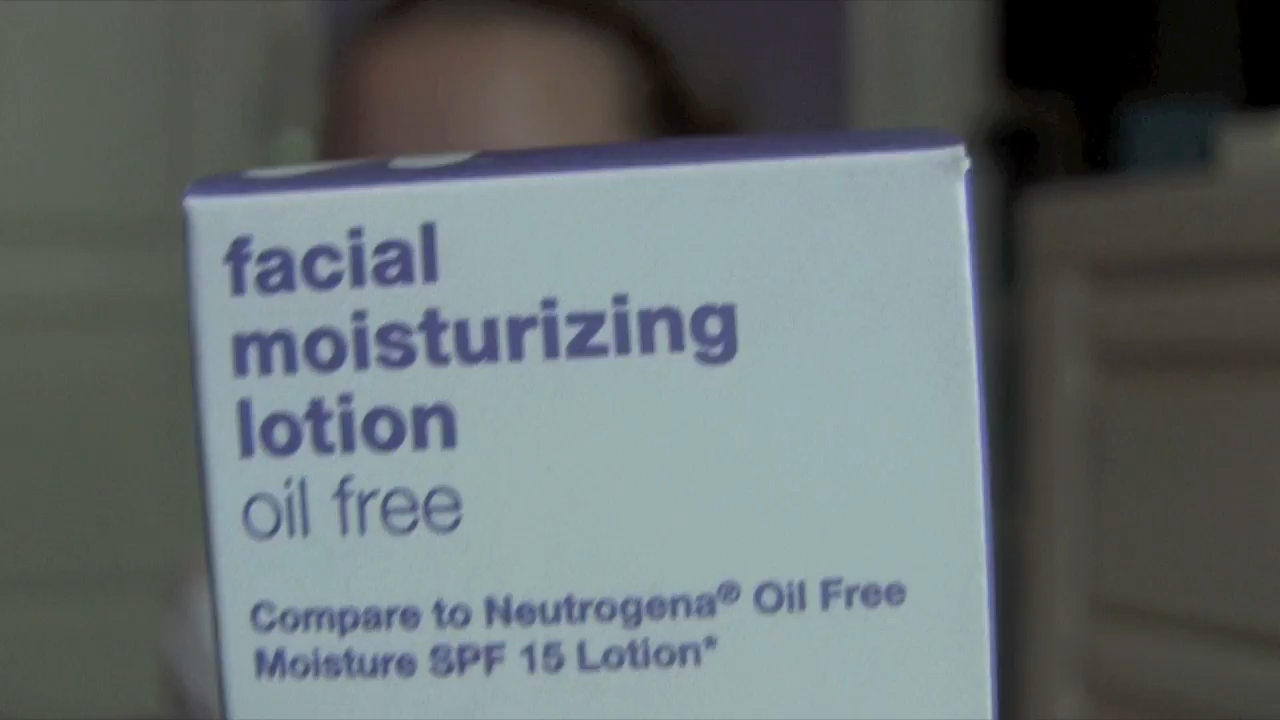 facial
moisturizing
lotion
oil free
Compare to Neutrogena® Oil Free
Moisture SPF 15 Lotion*